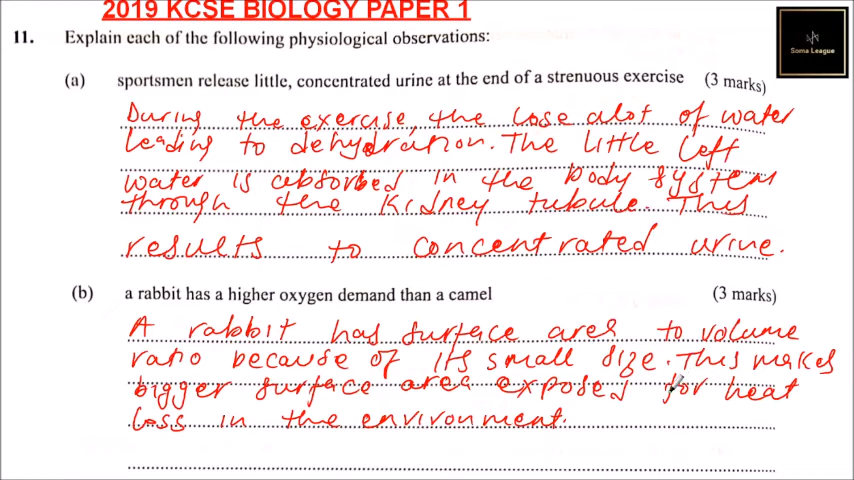 2019 KCSE BIOLOGY PAPER 1
Soma League
11. Explain each of the following physiological observations:
(a) sportsmen release little, concentrated urine at the end of a strenuous exercise (3 marks)
During the exercise, the lose alot of water
leading to dehydration. The little left
water is absorbed in the body system
through the kidney tubule. This
results to concentrated urine.
(b) a rabbit has a higher oxygen demand than a camel (3 marks)
A rabbit has surface area to volume
ratio because of its small size. This makes
bigger surface area exposed for heat
loss in the environment.